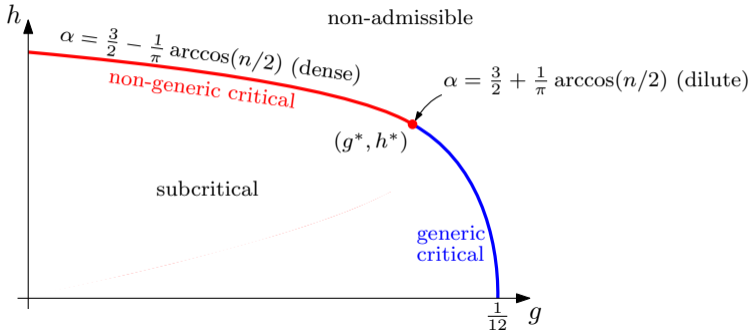 h
non-admissible
α = 3/2 − 1/π arccos(n/2) (dense)
non-generic critical
α = 3/2 + 1/π arccos(n/2) (dilute)
(g*, h*)
subcritical
generic
critical
1/12
g